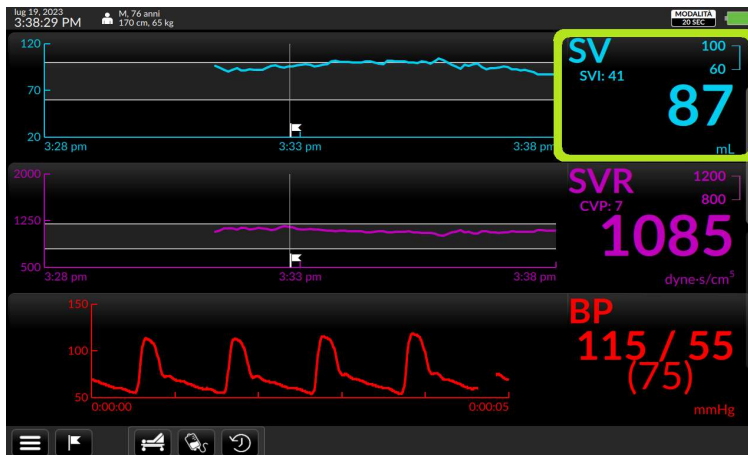 lug 19, 2023
3:38:29 PM
M, 76 anni
170 cm, 65 kg
MODALITÀ
20 SEC
120
70
20
3:28 pm
3:33 pm
3:38 pm
SV
SVI: 41
100
60
87
mL
2000
1250
500
3:28 pm
3:33 pm
3:38 pm
SVR
CVP: 7
1200
800
1085
dyne-s/cm⁵
150
100
50
0:00:00
0:00:05
BP
115 / 55
(75)
mmHg